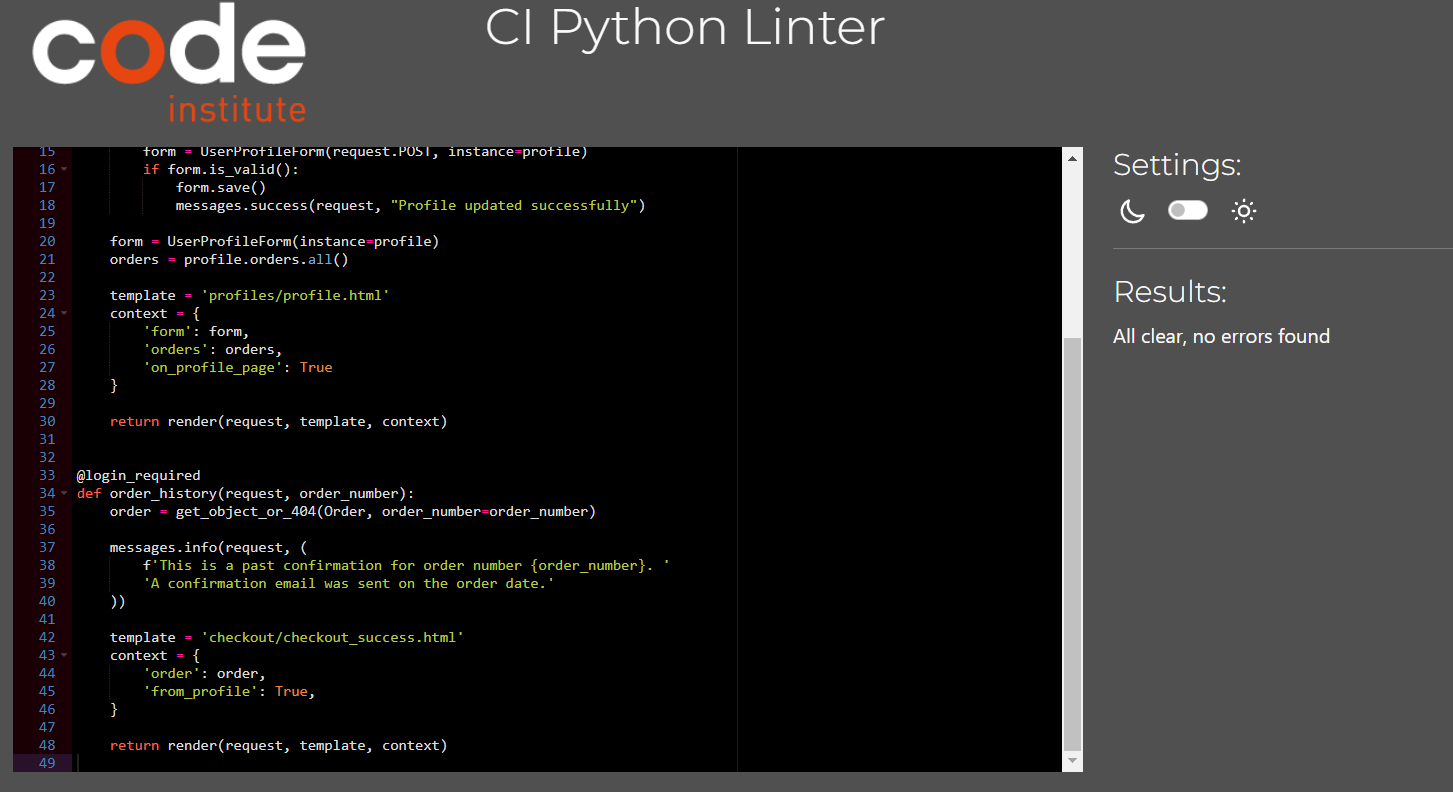 code
institute
CI Python Linter
15 form = UserProfileForm(request.POST, instance=profile)
16 if form.is_valid():
17 form.save()
18 messages.success(request, "Profile updated successfully")
19
20 form = UserProfileForm(instance=profile)
21 orders = profile.orders.all()
22
23 template = 'profiles/profile.html'
24 context = {
25 'form': form,
26 'orders': orders,
27 'on_profile_page': True
28 }
29
30 return render(request, template, context)
31
32
33 @login_required
34 def order_history(request, order_number):
35 order = get_object_or_404(Order, order_number=order_number)
36
37 messages.info(request, (
38 f'This is a past confirmation for order number {order_number}. '
39 'A confirmation email was sent on the order date.'
40 ))
41
42 template = 'checkout/checkout_success.html'
43 context = {
44 'order': order,
45 'from_profile': True,
46 }
47
48 return render(request, template, context)
49
Settings:
Results:
All clear, no errors found